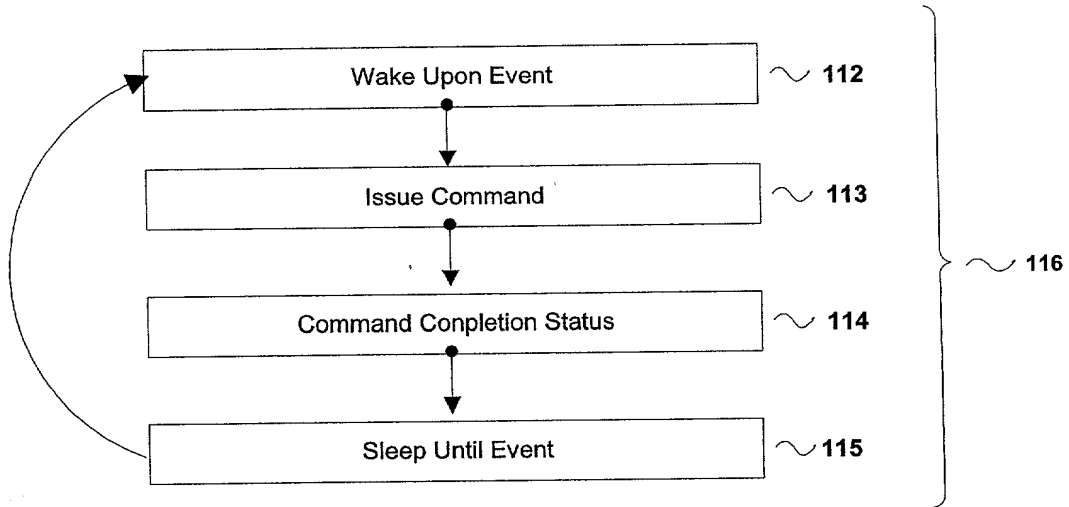 Wake Upon Event
112
Issue Command
113
116
Command Conpletion Status
114
Sleep Until Event
115